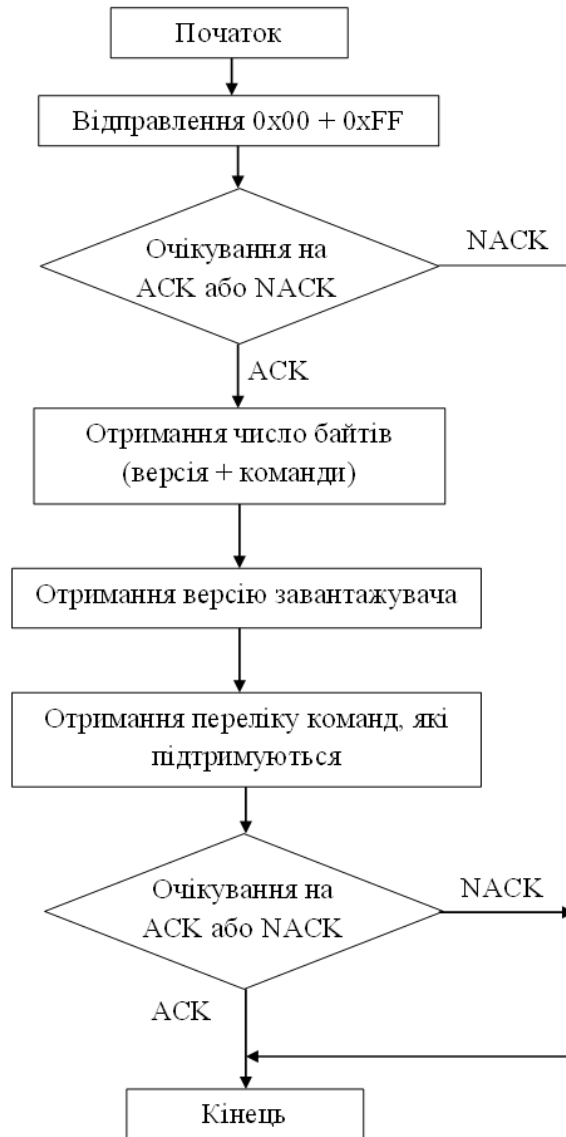 Початок
Відправлення 0x00 + 0xFF
Очікування на
ACK або NACK
NACK
ACK
Отримання число байтів
(версія + команди)
Отримання версію завантажувача
Отримання переліку команд, які
підтримуються
Очікування на
ACK або NACK
NACK
ACK
Кінець